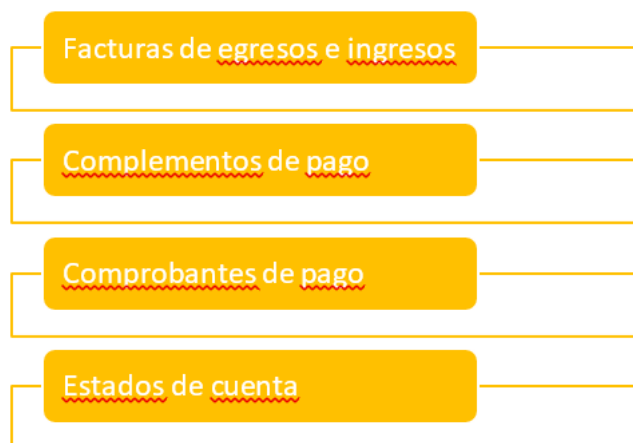 Facturas de egresos e ingresos
Complementos de pago
Comprobantes de pago
Estados de cuenta